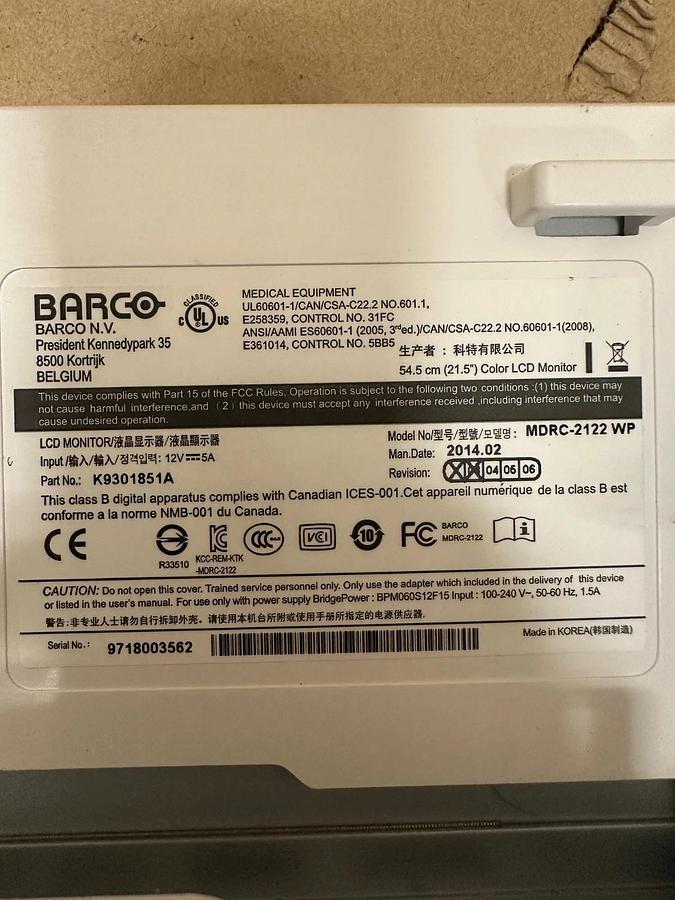 BARCO
BARCO N.V.
President Kennedypark 35
8500 Kortrijk
BELGIUM
CLASSIFIED
C UL US
MEDICAL EQUIPMENT
UL60601-1/CAN/CSA-C22.2 NO.601.1,
E258359, CONTROL NO. 31FC
ANSI/AAMI ES60601-1 (2005, 3rded.)/CAN/CSA-C22.2 NO.60601-1(2008),
E361014, CONTROL NO. 5BB5
生产者 : 科特有限公司
54.5 cm (21.5") Color LCD Monitor
This device complies with Part 15 of the FCC Rules. Operation is subject to the following two conditions :(1) this device may
not cause harmful interference,and (2) this device must accept any interference received ,including interference that may
cause undesired operation.
LCD MONITOR/液晶显示器/液晶顯示器
Input /输入/輸入/정격입력: 12V 5A
Part No.: K9301851A
Model No/型号/型號/모델명: MDRC-2122 WP
Man.Date: 2014.02
Revision: 04 05 06
This class B digital apparatus complies with Canadian ICES-001.Cet appareil numérique de la class B est
conforme a la norme NMB-001 du Canada.
CE
R33510
KCC-REM-KTK
-MDRC-2122
CCC
VCI
10
FC
BARCO
MDRC-2122
i
CAUTION: Do not open this cover. Trained service personnel only. Only use the adapter which included in the delivery of this device
or listed in the user's manual. For use only with power supply BridgePower : BPM060S12F15 Input : 100-240 V~, 50-60 Hz, 1.5A
警告:非专业人士请勿自行拆卸外壳。请使用本机台所附或使用手册所指定的电源供应器.
Serial No.: 9718003562
Made in KOREA(韩国制造)